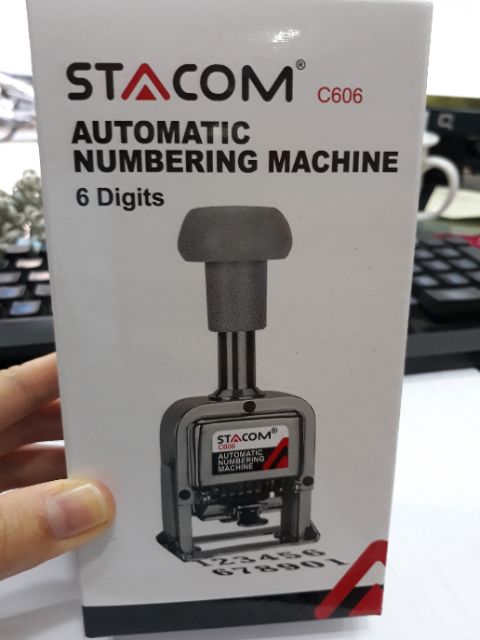 STACOM® C606
AUTOMATIC
NUMBERING MACHINE
6 Digits
STACOM®
C606
AUTOMATIC
NUMBERING
MACHINE
123456
678901